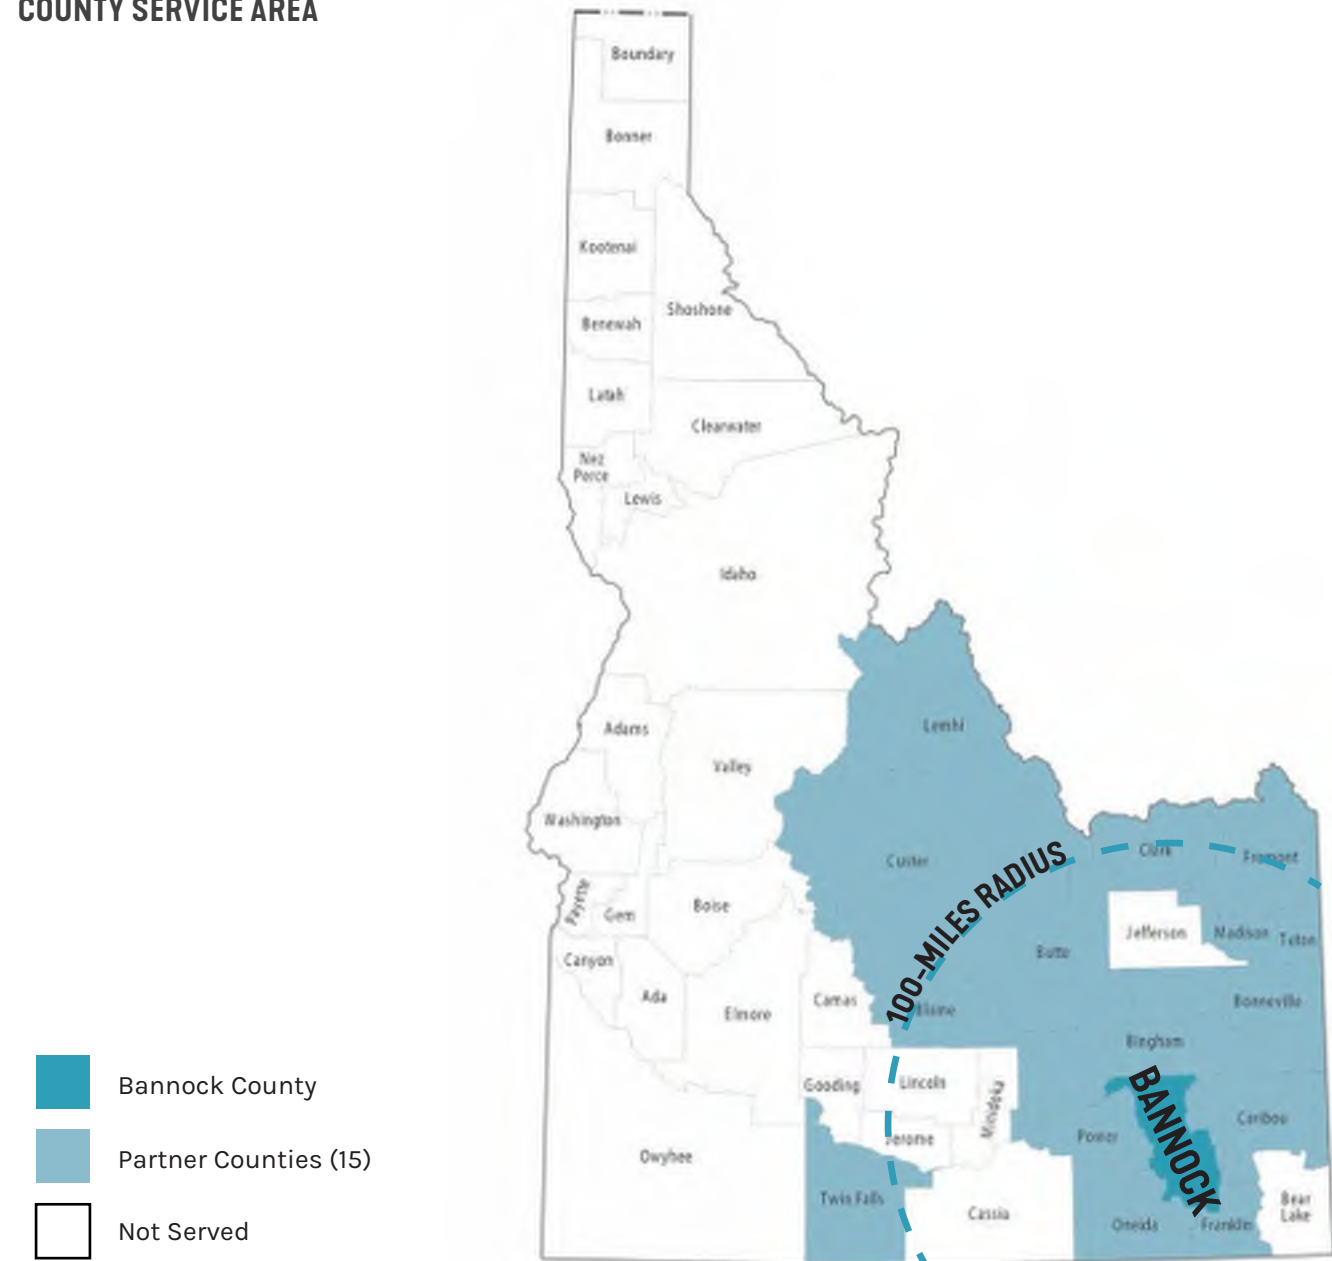 COUNTY SERVICE AREA
Boundary
Bonner
Kootenai
Shoshone
Benewah
Latah
Clearwater
Nez
Perce
Lewis
Idaho
Adams
Lemhi
Valley
Washington
Custer
100-MILES RADIUS
Clark
Fremont
Payette
Gem
Boise
Jefferson
Madison
Teton
Butte
Canyon
Ada
Camas
Elmore
Blaine
Bonneville
Bingham
Gooding
Lincoln
Minidoka
BANNOCK
Jerome
Power
Caribou
Owyhee
Twin Falls
Cassia
Oneida
Franklin
Bear
Lake
Bannock County
Partner Counties (15)
Not Served